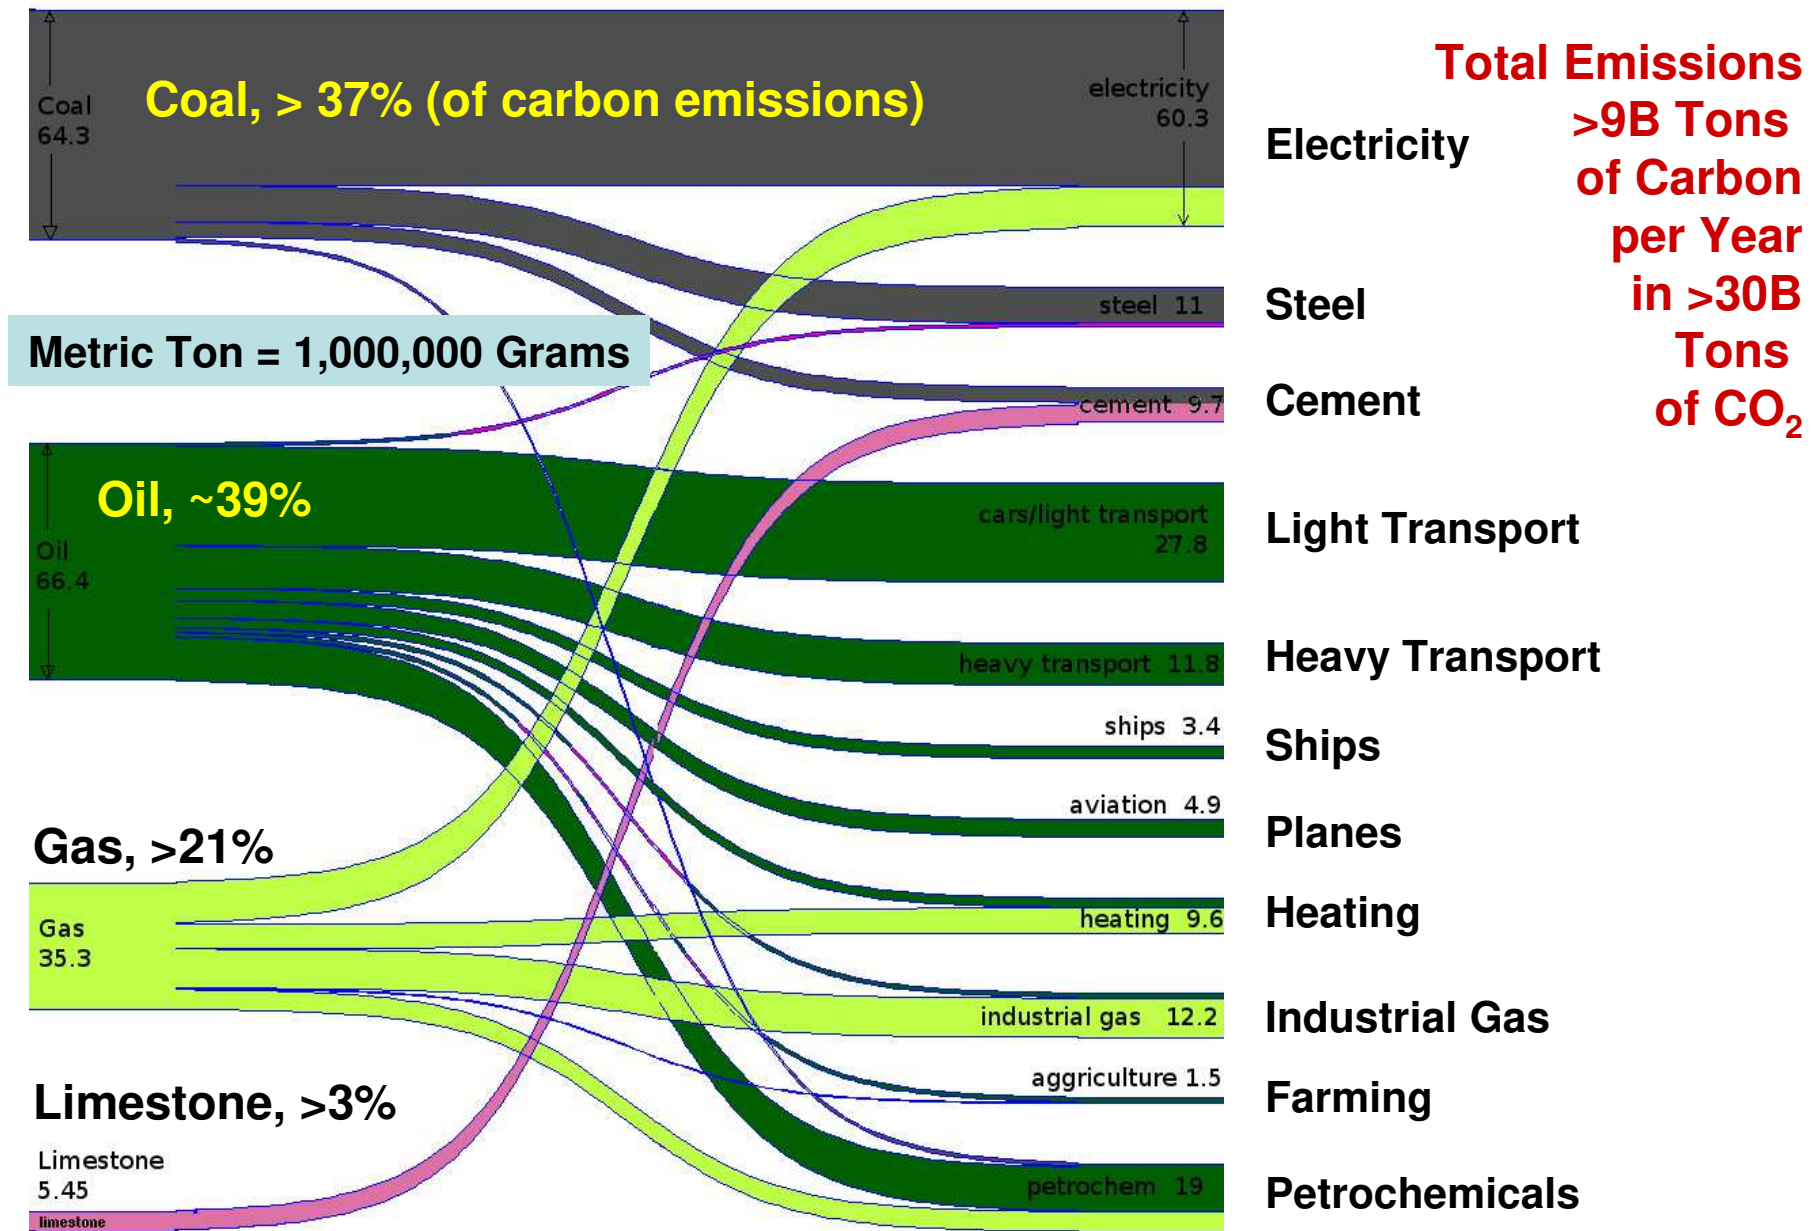 Coal
64.3
Coal, > 37% (of carbon emissions)
electricity
60.3
Electricity
Total Emissions
>9B Tons
of Carbon
per Year
in >30B
Tons
of CO₂
steel 11
Steel
Metric Ton = 1,000,000 Grams
cement 9.7
Cement
Oil, ~39%
Oil
66.4
cars/light transport
27.8
Light Transport
heavy transport 11.8
Heavy Transport
ships 3.4
Ships
aviation 4.9
Planes
Gas, >21%
Gas
35.3
heating 9.6
Heating
industrial gas 12.2
Industrial Gas
aggriculture 1.5
Farming
Limestone, >3%
Limestone
5.45
limestone
petrochem 19
Petrochemicals